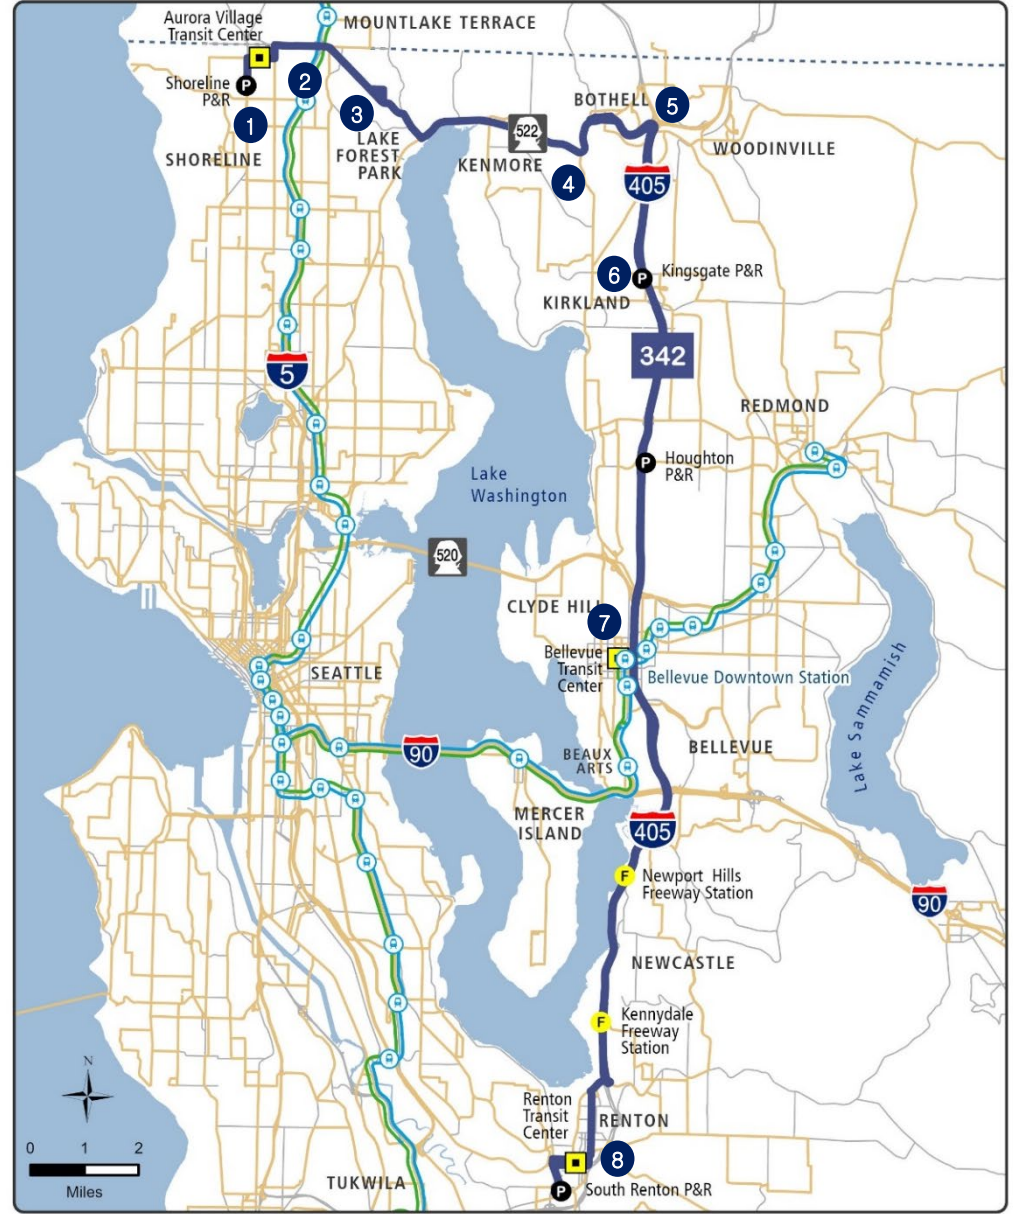 Aurora Village
Transit Center
MOUNTLAKE TERRACE
P
Shoreline
P&R
2
1
3
SHORELINE
LAKE
FOREST
PARK
BOTHELL
5
522
KENMORE
WOODINVILLE
4
405
6
P
Kingsgate P&R
KIRKLAND
342
5
REDMOND
P
Houghton
P&R
Lake
Washington
520
CLYDE HILL
7
Bellevue
Transit
Center
Bellevue Downtown Station
SEATTLE
Lake Sammamish
90
BEAUX
ARTS
BELLEVUE
MERCER
ISLAND
405
F
Newport Hills
Freeway Station
90
NEWCASTLE
F
Kennydale
Freeway
Station
N
Renton
Transit
Center
RENTON
0 1 2
Miles
8
TUKWILA
P
South Renton P&R